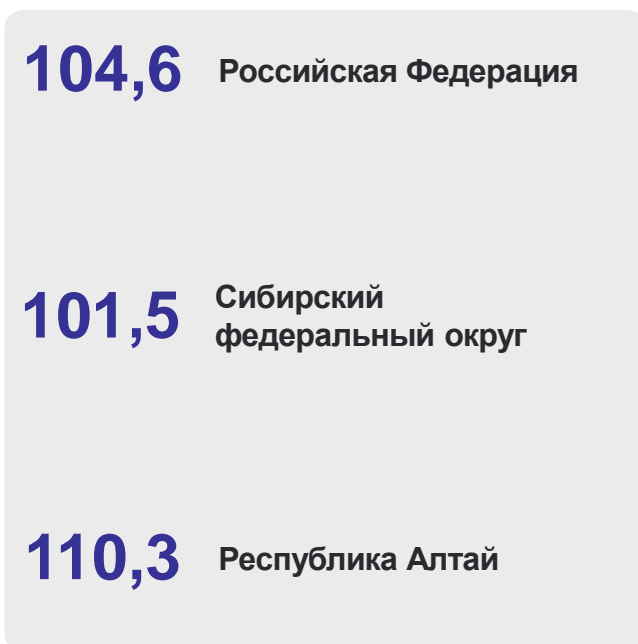 104,6 Российская Федерация
101,5 Сибирский
федеральный округ
110,3 Республика Алтай